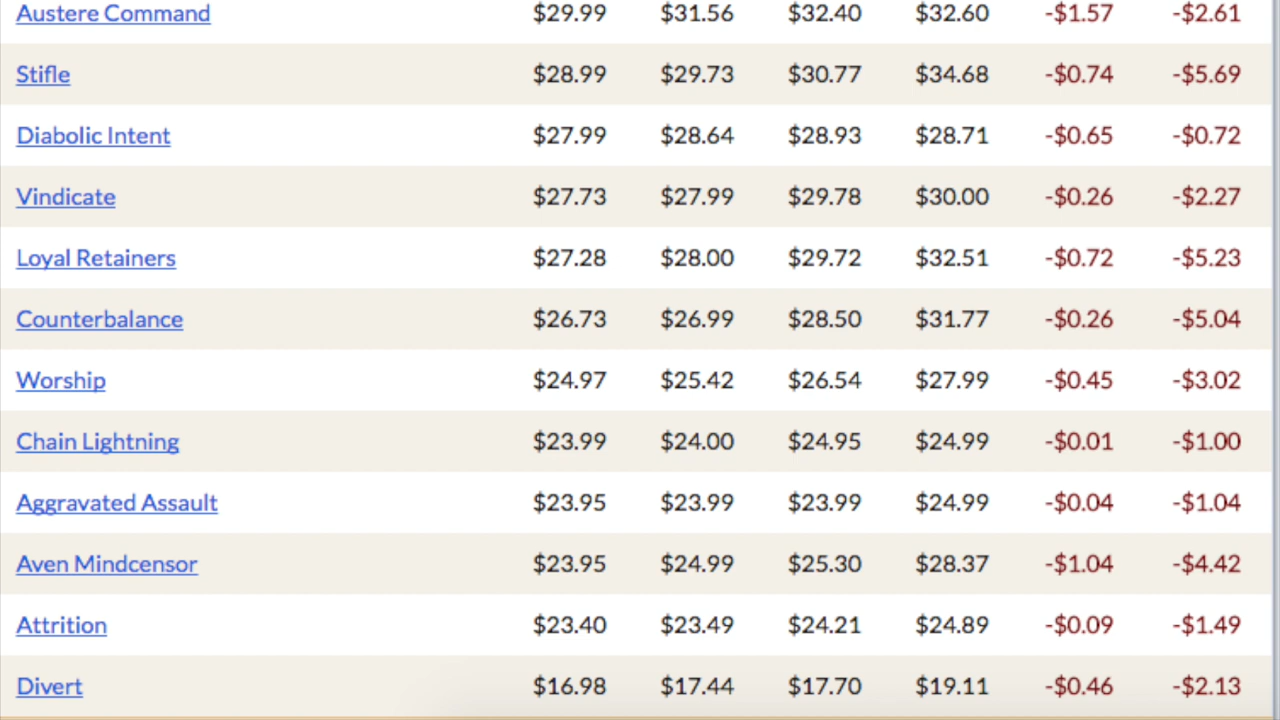 Austere Command $29.99 $31.56 $32.40 $32.60 -$1.57 -$2.61
Stifle $28.99 $29.73 $30.77 $34.68 -$0.74 -$5.69
Diabolic Intent $27.99 $28.64 $28.93 $28.71 -$0.65 -$0.72
Vindicate $27.73 $27.99 $29.78 $30.00 -$0.26 -$2.27
Loyal Retainers $27.28 $28.00 $29.72 $32.51 -$0.72 -$5.23
Counterbalance $26.73 $26.99 $28.50 $31.77 -$0.26 -$5.04
Worship $24.97 $25.42 $26.54 $27.99 -$0.45 -$3.02
Chain Lightning $23.99 $24.00 $24.95 $24.99 -$0.01 -$1.00
Aggravated Assault $23.95 $23.99 $23.99 $24.99 -$0.04 -$1.04
Aven Mindcensor $23.95 $24.99 $25.30 $28.37 -$1.04 -$4.42
Attrition $23.40 $23.49 $24.21 $24.89 -$0.09 -$1.49
Divert $16.98 $17.44 $17.70 $19.11 -$0.46 -$2.13